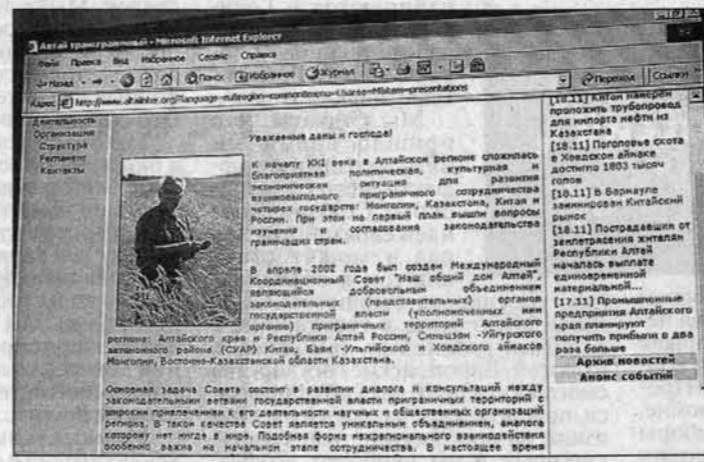 Алтай трансграничный - Microsoft Internet Explorer
Файл Правка Вид Избранное Сервис Справка
Назад Поиск Избранное Журнал
Адрес Переход Ссылки
Деятельность
Организация
Структура
Регламент
Контакты
Уважаемые дамы и господа!
К началу XXI века в Алтайском регионе сложилась
благоприятная политическая, культурная и
экономическая ситуация для развития
взаимовыгодного приграничного сотрудничества
четырех государств: Монголии, Казахстана, Китая и
России. При этом на первый план вышли вопросы
изучения и согласования законодательства
граничащих стран.
В апреле 2002 года был создан Международный
Координационный Совет "Наш общий дом Алтай",
являющийся добровольным объединением
законодательных (представительных) органов
государственной власти (уполномоченных ими
органов) приграничных территорий Алтайского
региона: Алтайского края и Республики Алтай России, Синьцзян -Уйгурского
автономного района (СУАР) Китая, Баян -Ульгийского и Ховдского аймаков
Монголии, Восточно-Казахстанской области Казахстана.
Основная задача Совета состоит в развитии диалога и консультаций между
законодательными ветвями государственной власти приграничных территорий с
широким привлечением к его деятельности научных и общественных организаций
региона. В таком качестве Совет является уникальным объединением, аналога
которому нет нигде в мире. Подобная форма межрегионального взаимодействия
особенно важна на начальном этапе сотрудничества. В настоящее время
[18.11] Китай намерен
проложить трубопровод
для импорта нефти из
Казахстана
[18.11] Поголовье скота
в Ховдском аймаке
достигло 1803 тысяч
голов
[18.11] В Барнауле
заминирован Китайский
рынок
[18.11] Пострадавшим от
землетрясения жителям
Республики Алтай
началась выплата
единовременной
материальной...
[17.11] Промышленные
предприятия Алтайского
края планируют
получить прибыли в два
раза больше
Архив новостей
Анонс событий